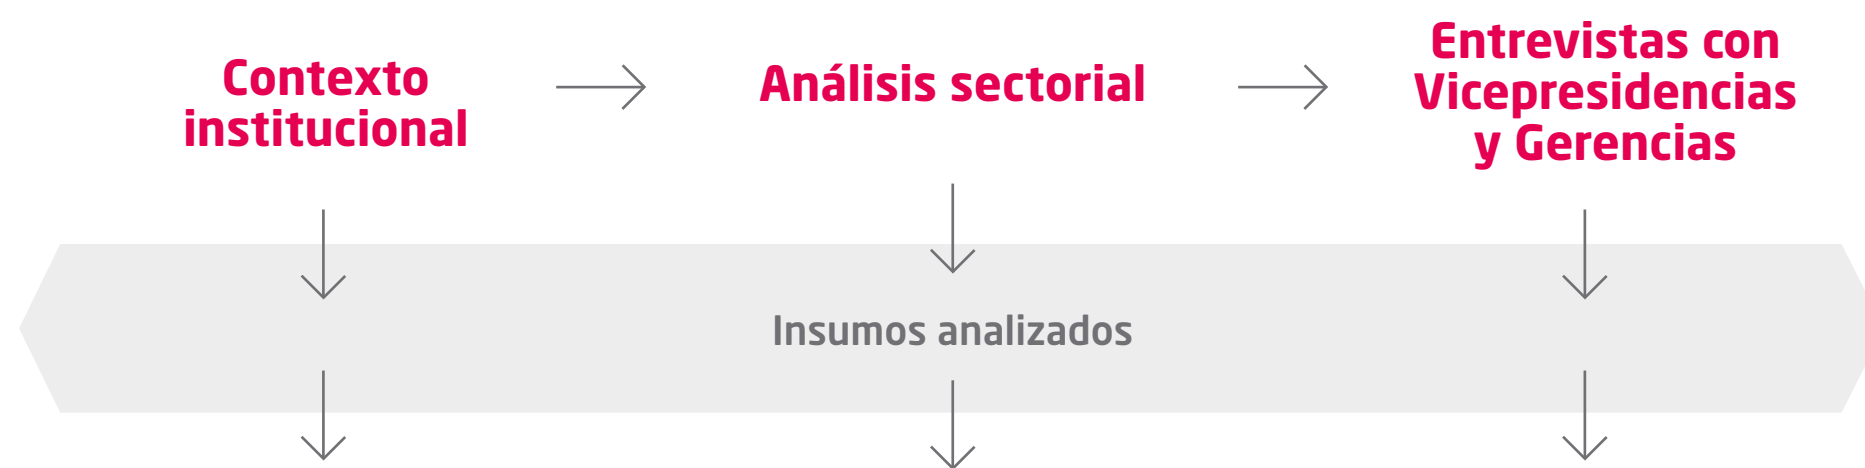 Contexto
institucional
Análisis sectorial
Entrevistas con
Vicepresidencias
y Gerencias
Insumos analizados